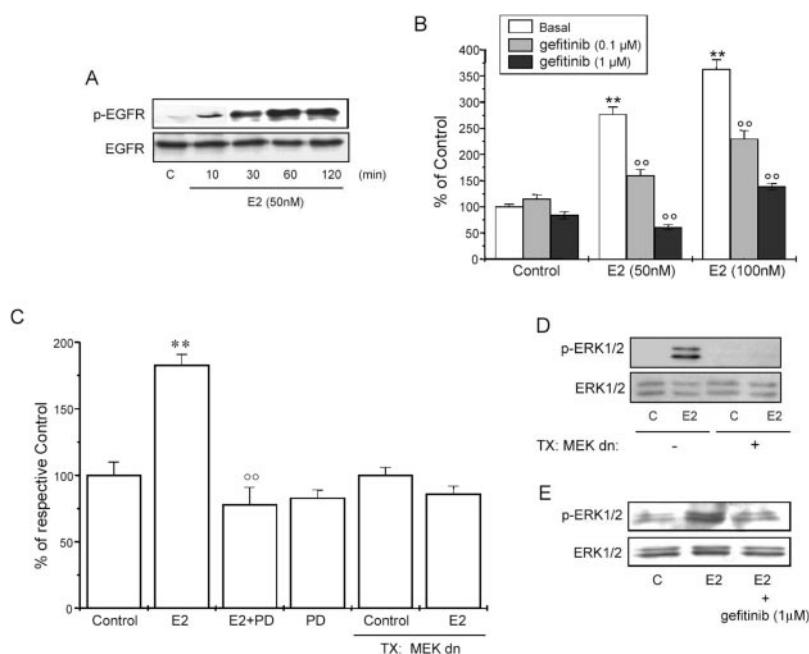 A
p-EGFR
EGFR
C 10 30 60 120 (min)
E2 (50nM)
B
Basal
gefitinib (0.1 µM)
gefitinib (1 µM)
% of Control
400
350
300
250
200
150
100
50
0
**
**
°°
°°
°°
°°
Control E2 (50nM) E2 (100nM)
C
% of respective Control
200
150
100
50
0
**
°°
Control E2 E2+PD PD Control E2
TX: MEK dn
D
p-ERK1/2
ERK1/2
C E2 C E2
TX: MEK dn: - +
E
p-ERK1/2
ERK1/2
C E2 E2
+
gefitinib (1µM)